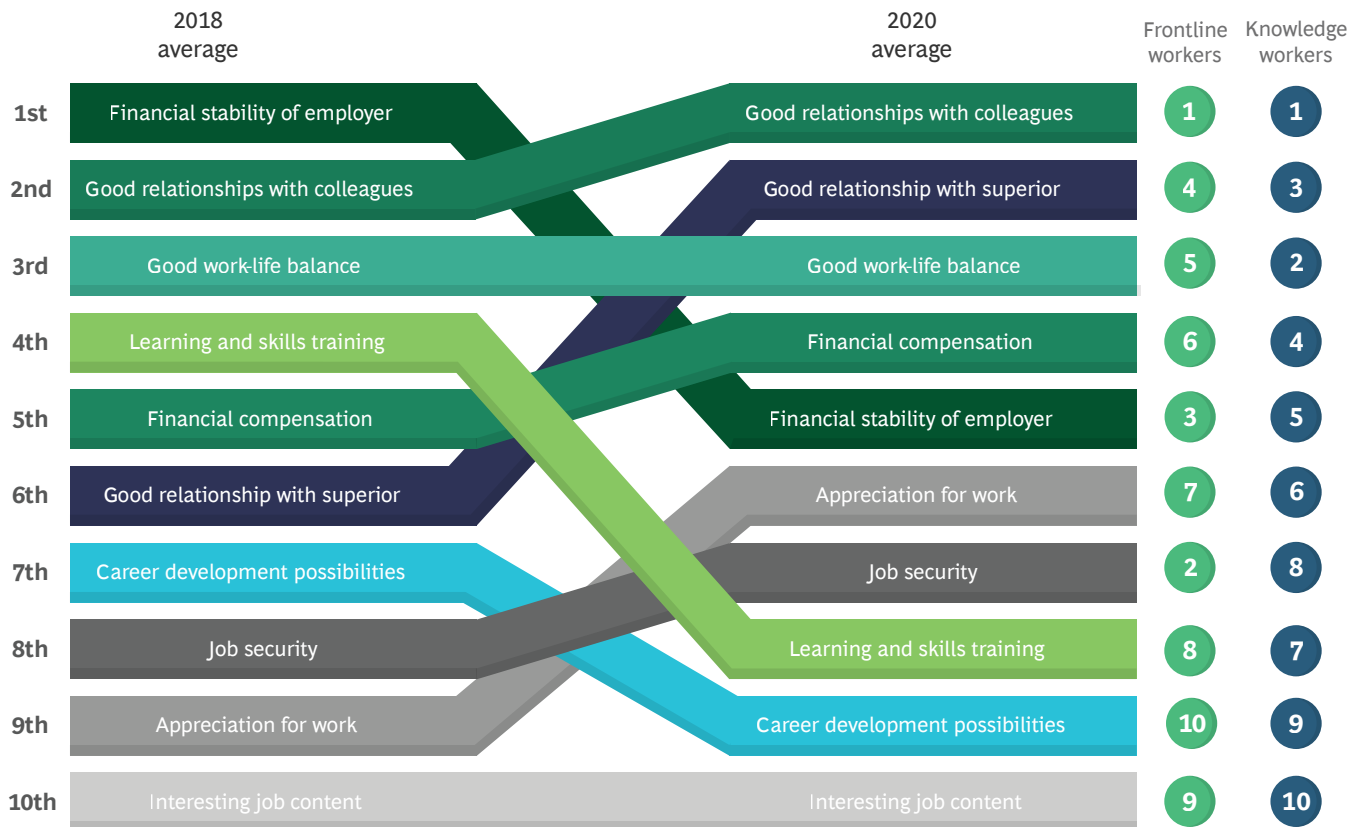 2018
average
2020
average
Frontline
workers
Knowledge
workers
1st
Financial stability of employer
Good relationships with colleagues
1
1
2nd
Good relationships with colleagues
Good relationship with superior
4
3
3rd
Good work-life balance
Good work-life balance
5
2
4th
Learning and skills training
Financial compensation
6
4
5th
Financial compensation
Financial stability of employer
3
5
6th
Good relationship with superior
Appreciation for work
7
6
7th
Career development possibilities
Job security
2
8
8th
Job security
Learning and skills training
8
7
9th
Appreciation for work
Career development possibilities
10
9
10th
Interesting job content
Interesting job content
9
10